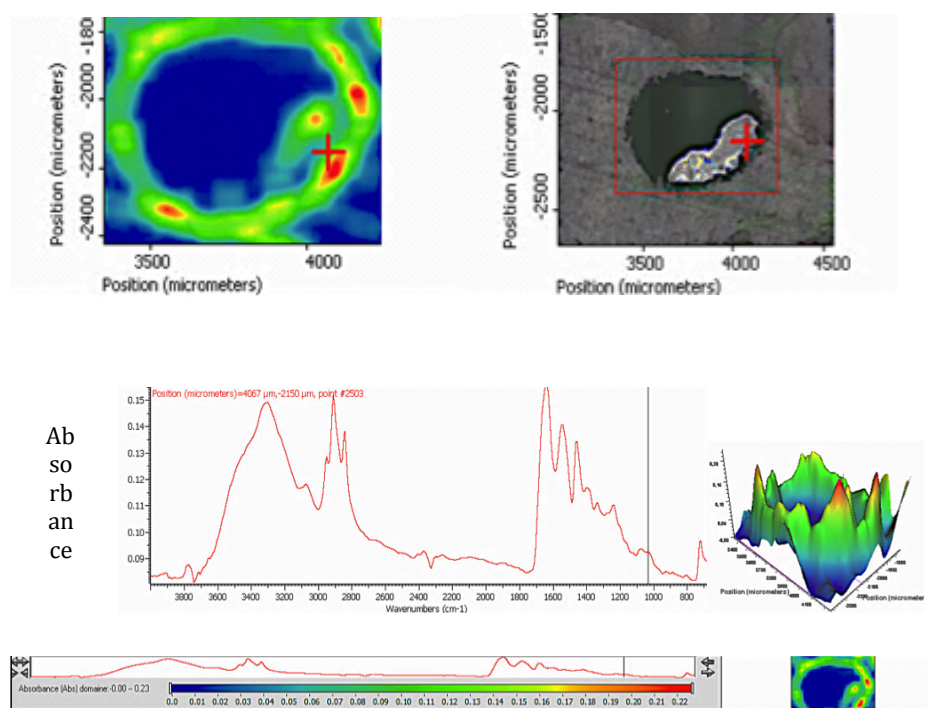 -180
-2000
-2200
-2400
Position (micrometers)
3500
4000
Position (micrometers)
-1500
-2000
-2500
Position (micrometers)
3500
4000
4500
Position (micrometers)
Ab
so
rb
an
ce
Position (micrometers)=4067 µm,-2150 µm, point #2503
0.15
0.14
0.13
0.12
0.11
0.10
0.09
3800 3600 3400 3200 3000 2800 2600 2400 2200 2000 1800 1600 1400 1200 1000 800
Wavenumbers (cm-1)
Position (micrometers)
Position (micrometer
Absorbance (Abs) domaine:-0.00 -- 0.23
0.0 0.01 0.02 0.03 0.04 0.05 0.06 0.07 0.08 0.09 0.10 0.11 0.12 0.13 0.14 0.15 0.16 0.17 0.18 0.19 0.20 0.21 0.22